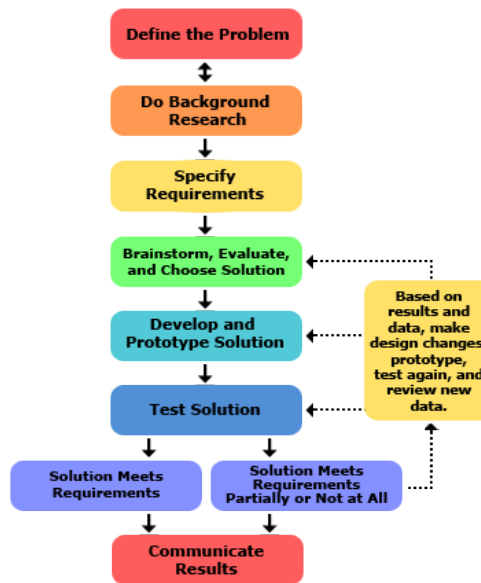 Define the Problem
Do Background
Research
Specify
Requirements
Brainstorm, Evaluate,
and Choose Solution
Develop and
Prototype Solution
Test Solution
Based on
results and
data, make
design changes,
prototype,
test again, and
review new
data.
Solution Meets
Requirements
Solution Meets
Requirements
Partially or Not at All
Communicate
Results